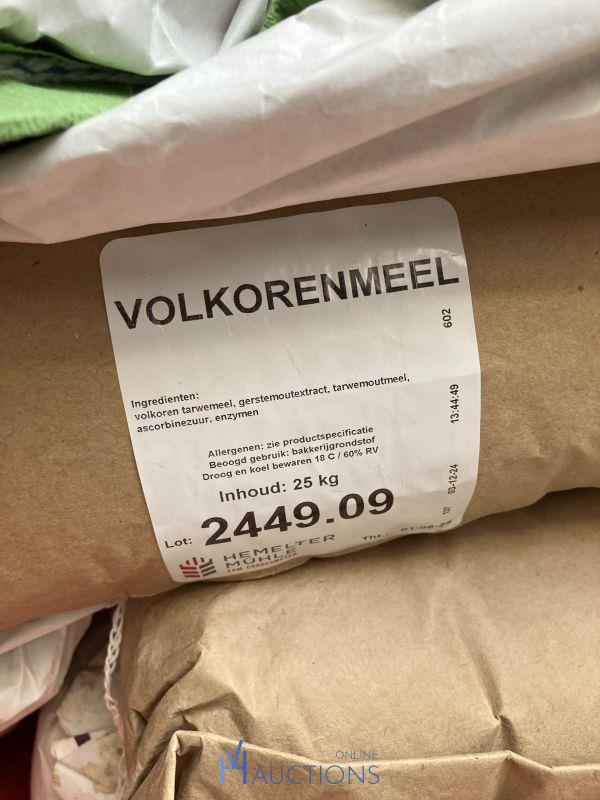 VOLKORENMEEL
602
Ingredienten:
volkoren tarwemeel, gerstemoutextract, tarwemoutmeel,
ascorbinezuur, enzymen
13:44:49
Allergenen: zie productspecificatie
Beoogd gebruik: bakkerijgrondstof
Droog en koel bewaren 18 C / 60% RV
Inhoud: 25 kg
03-12-24
Lot: 2449.09
HEMELTER
MÜHLE
FAM CORDESMEYER
ONLINE
AUCTIONS